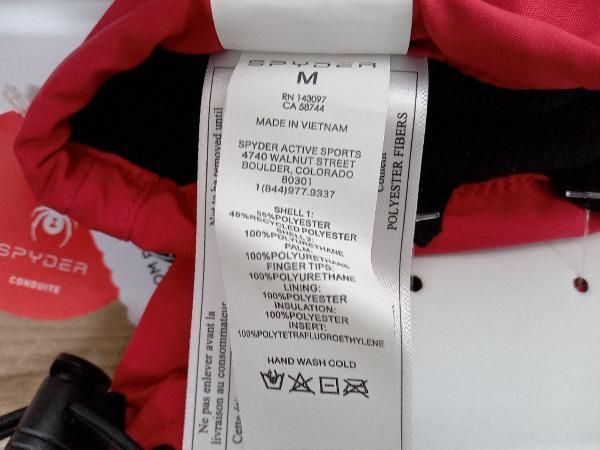 SPYDER
M
RN 143097
CA 58744
MADE IN VIETNAM
SPYDER ACTIVE SPORTS
4740 WALNUT STREET
BOULDER, COLORADO
80301
1(844)977.9337
SHELL 1:
55%POLYESTER
45%RECYCLED POLYESTER
SHELL 2:
100%POLYURETHANE
PALM:
100%POLYURETHANE
FINGER TIPS:
100%POLYURETHANE
LINING:
100%POLYESTER
INSULATION:
100%POLYESTER
INSERT:
100%POLYTETRAFLUOROETHYLENE
HAND WASH COLD
Not to be removed until
Ne pas enlever avant la
livraison au consommateur
Content
POLYESTER FIBERS
SPYDER
CONDUITE